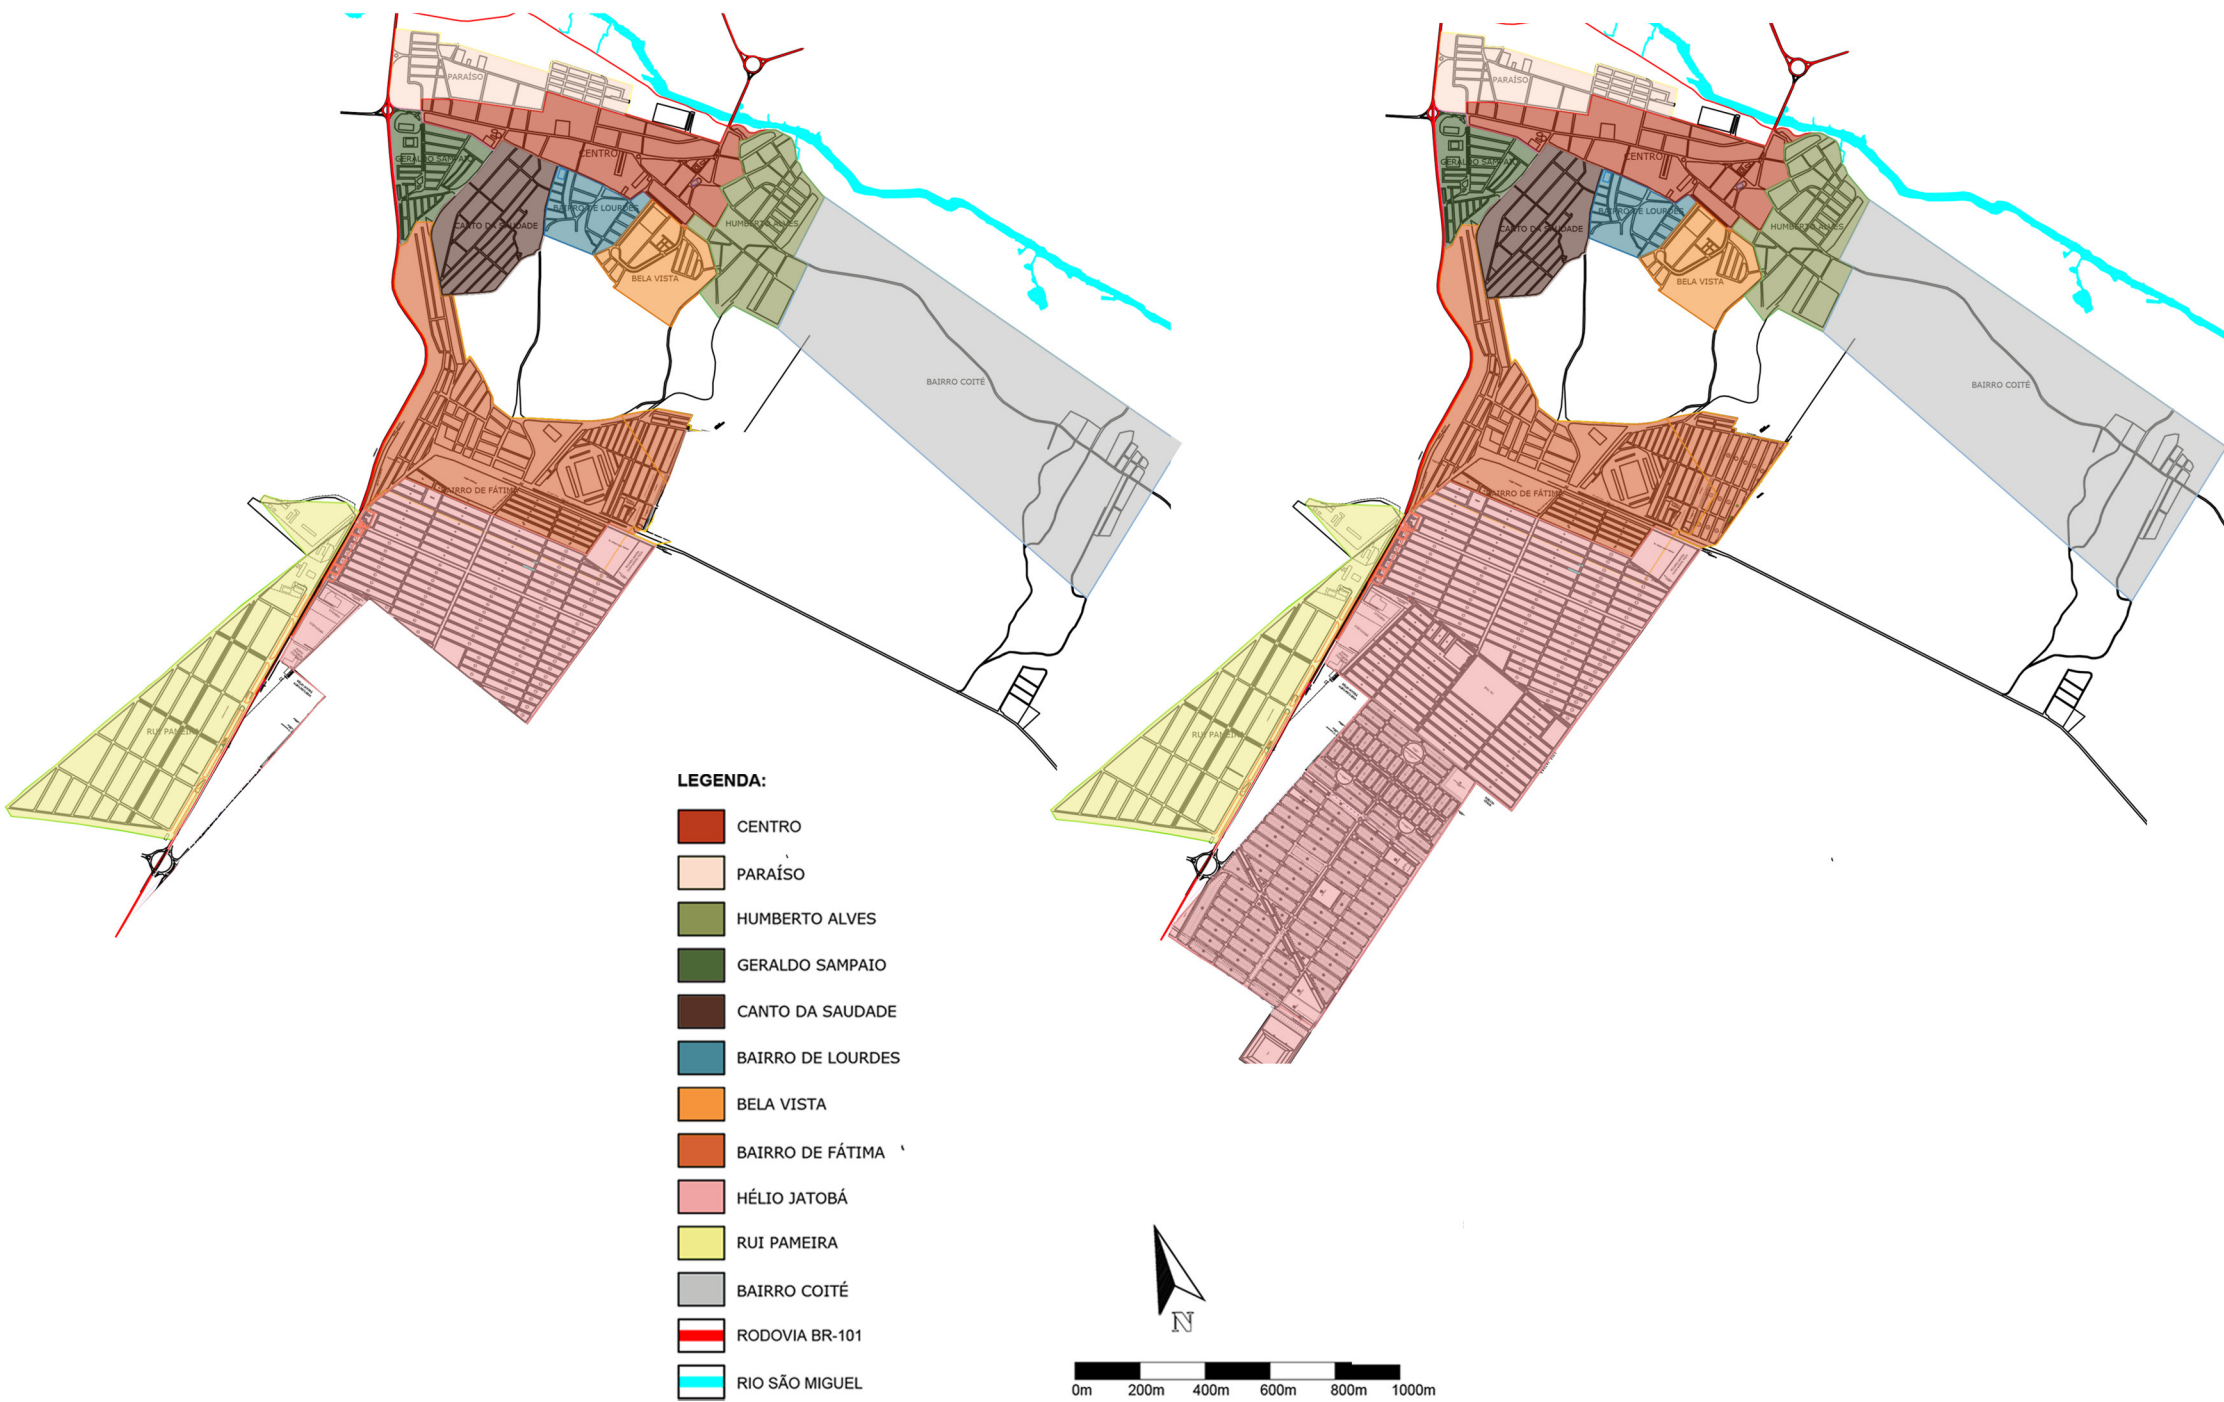 PARAÍSO
CENTRO
GERALDO SAMPAIO
BAIRRO DE LOURDES
CANTO DA SAUDADE
HUMBERTO ALVES
BELA VISTA
BAIRRO COITÉ
BAIRRO DE FÁTIMA
RUI PAMEIRA
PARAÍSO
CENTRO
GERALDO SAMPAIO
BAIRRO DE LOURDES
CANTO DA SAUDADE
HUMBERTO ALVES
BELA VISTA
BAIRRO COITÉ
BAIRRO DE FÁTIMA
RUI PAMEIRA
LEGENDA:
CENTRO
PARAÍSO
HUMBERTO ALVES
GERALDO SAMPAIO
CANTO DA SAUDADE
BAIRRO DE LOURDES
BELA VISTA
BAIRRO DE FÁTIMA
HÉLIO JATOBÁ
RUI PAMEIRA
BAIRRO COITÉ
RODOVIA BR-101
RIO SÃO MIGUEL
N
0m 200m 400m 600m 800m 1000m